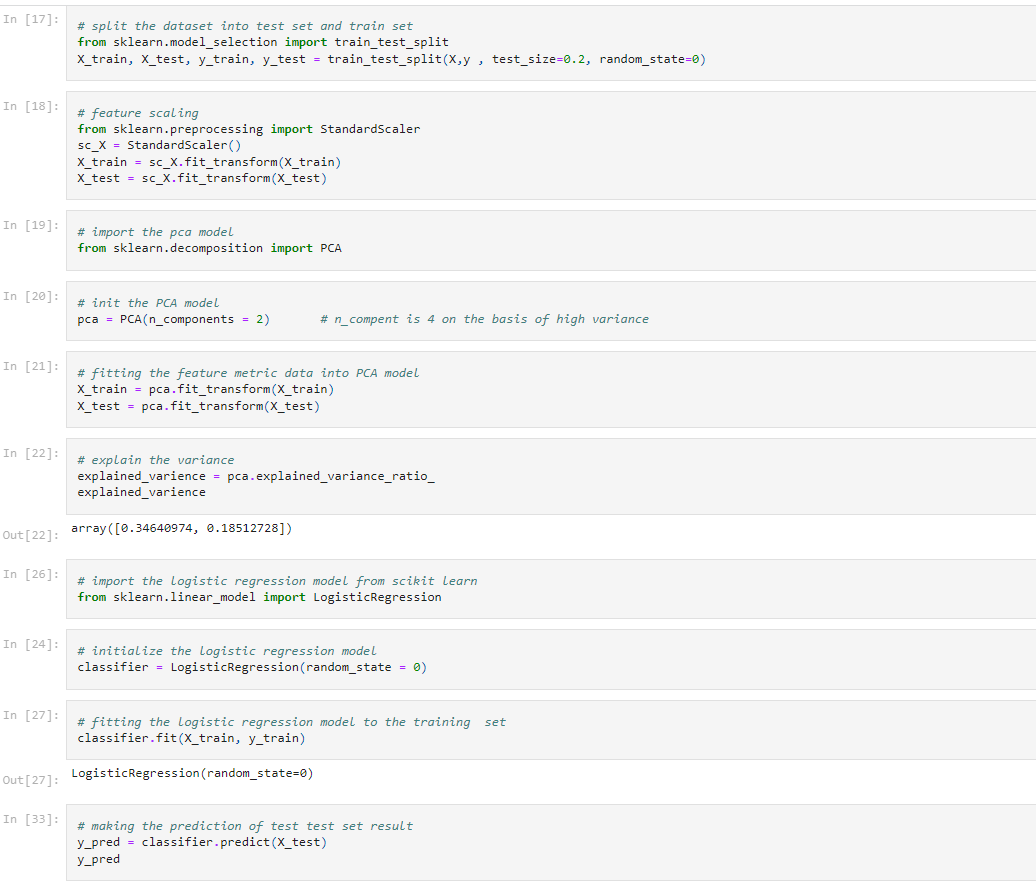 In [17]:
# split the dataset into test set and train set
from sklearn.model_selection import train_test_split
X_train, X_test, y_train, y_test = train_test_split(X,y , test_size=0.2, random_state=0)
In [18]:
# feature scaling
from sklearn.preprocessing import StandardScaler
sc_X = StandardScaler()
X_train = sc_X.fit_transform(X_train)
X_test = sc_X.fit_transform(X_test)
In [19]:
# import the pca model
from sklearn.decomposition import PCA
In [20]:
# init the PCA model
pca = PCA(n_components = 2)       # n_compent is 4 on the basis of high variance
In [21]:
# fitting the feature metric data into PCA model
X_train = pca.fit_transform(X_train)
X_test = pca.fit_transform(X_test)
In [22]:
# explain the variance
explained_varience = pca.explained_variance_ratio_
explained_varience
Out[22]:
array([0.34640974, 0.18512728])
In [26]:
# import the logistic regression model from scikit learn
from sklearn.linear_model import LogisticRegression
In [24]:
# initialize the logistic regression model
classifier = LogisticRegression(random_state = 0)
In [27]:
# fitting the logistic regression model to the training  set
classifier.fit(X_train, y_train)
Out[27]:
LogisticRegression(random_state=0)
In [33]:
# making the prediction of test test set result
y_pred = classifier.predict(X_test)
y_pred